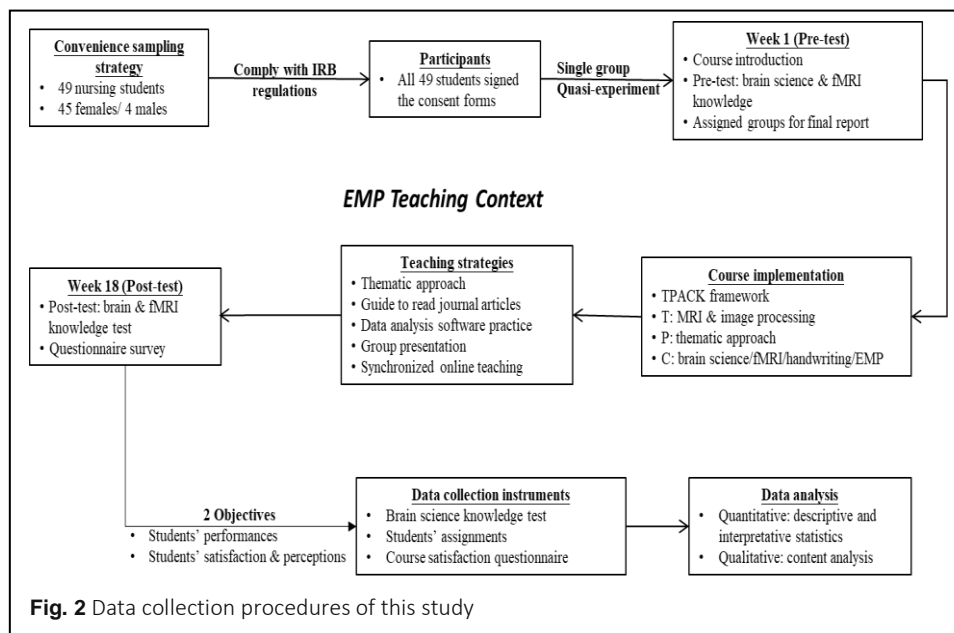 Convenience sampling
strategy
• 49 nursing students
• 45 females/ 4 males
Comply with IRB
regulations
Participants
• All 49 students signed
the consent forms
Single group
Quasi-experiment
Week 1 (Pre-test)
• Course introduction
• Pre-test: brain science & fMRI
knowledge
• Assigned groups for final report
EMP Teaching Context
Course implementation
• TPACK framework
• T: MRI & image processing
• P: thematic approach
• C: brain science/fMRI/handwriting/EMP
Teaching strategies
• Thematic approach
• Guide to read journal articles
• Data analysis software practice
• Group presentation
• Synchronized online teaching
Week 18 (Post-test)
• Post-test: brain & fMRI
knowledge test
• Questionnaire survey
2 Objectives
• Students' performances
• Students' satisfaction & perceptions
Data collection instruments
• Brain science knowledge test
• Students' assignments
• Course satisfaction questionnaire
Data analysis
• Quantitative: descriptive and
interpretative statistics
• Qualitative: content analysis
Fig. 2 Data collection procedures of this study